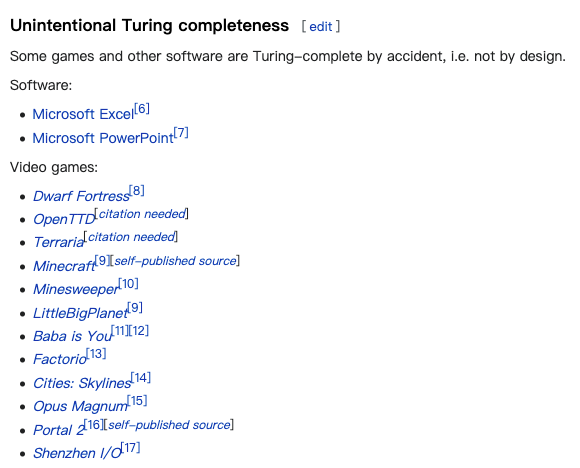 Unintentional Turing completeness [ edit ]
Some games and other software are Turing-complete by accident, i.e. not by design.
Software:
• Microsoft Excel[6]
• Microsoft PowerPoint[7]
Video games:
• Dwarf Fortress[8]
• OpenTTD[citation needed]
• Terraria[citation needed]
• Minecraft[9][self-published source]
• Minesweeper[10]
• LittleBigPlanet[9]
• Baba is You[11][12]
• Factorio[13]
• Cities: Skylines[14]
• Opus Magnum[15]
• Portal 2[16][self-published source]
• Shenzhen I/O[17]